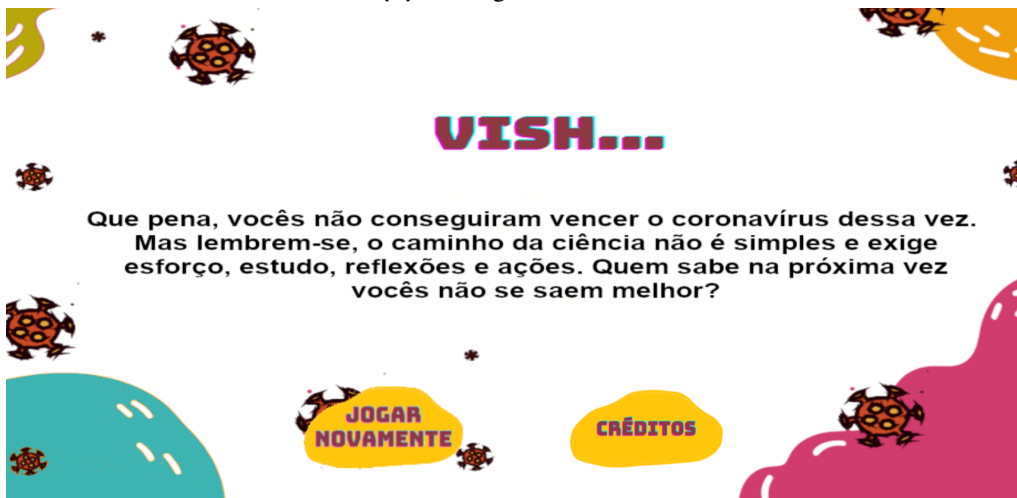 VISH...
Que pena, vocês não conseguiram vencer o coronavírus dessa vez.
Mas lembrem-se, o caminho da ciência não é simples e exige
esforço, estudo, reflexões e ações. Quem sabe na próxima vez
vocês não se saem melhor?
JOGAR
NOVAMENTE
CRÉDITOS